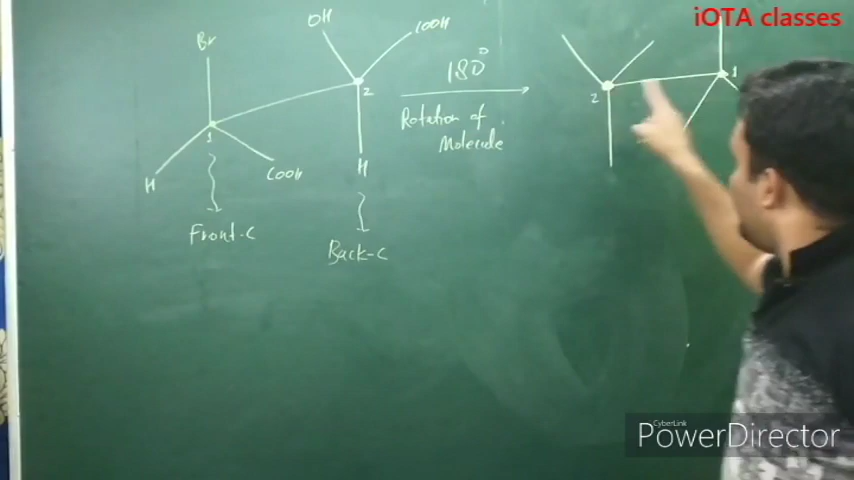 iOTA classes
Br
OH
COOH
2
180°
Rotation of
Molecule
1
H
COOH
H
Front-C
Back-C
2
1
CyberLink
PowerDirector